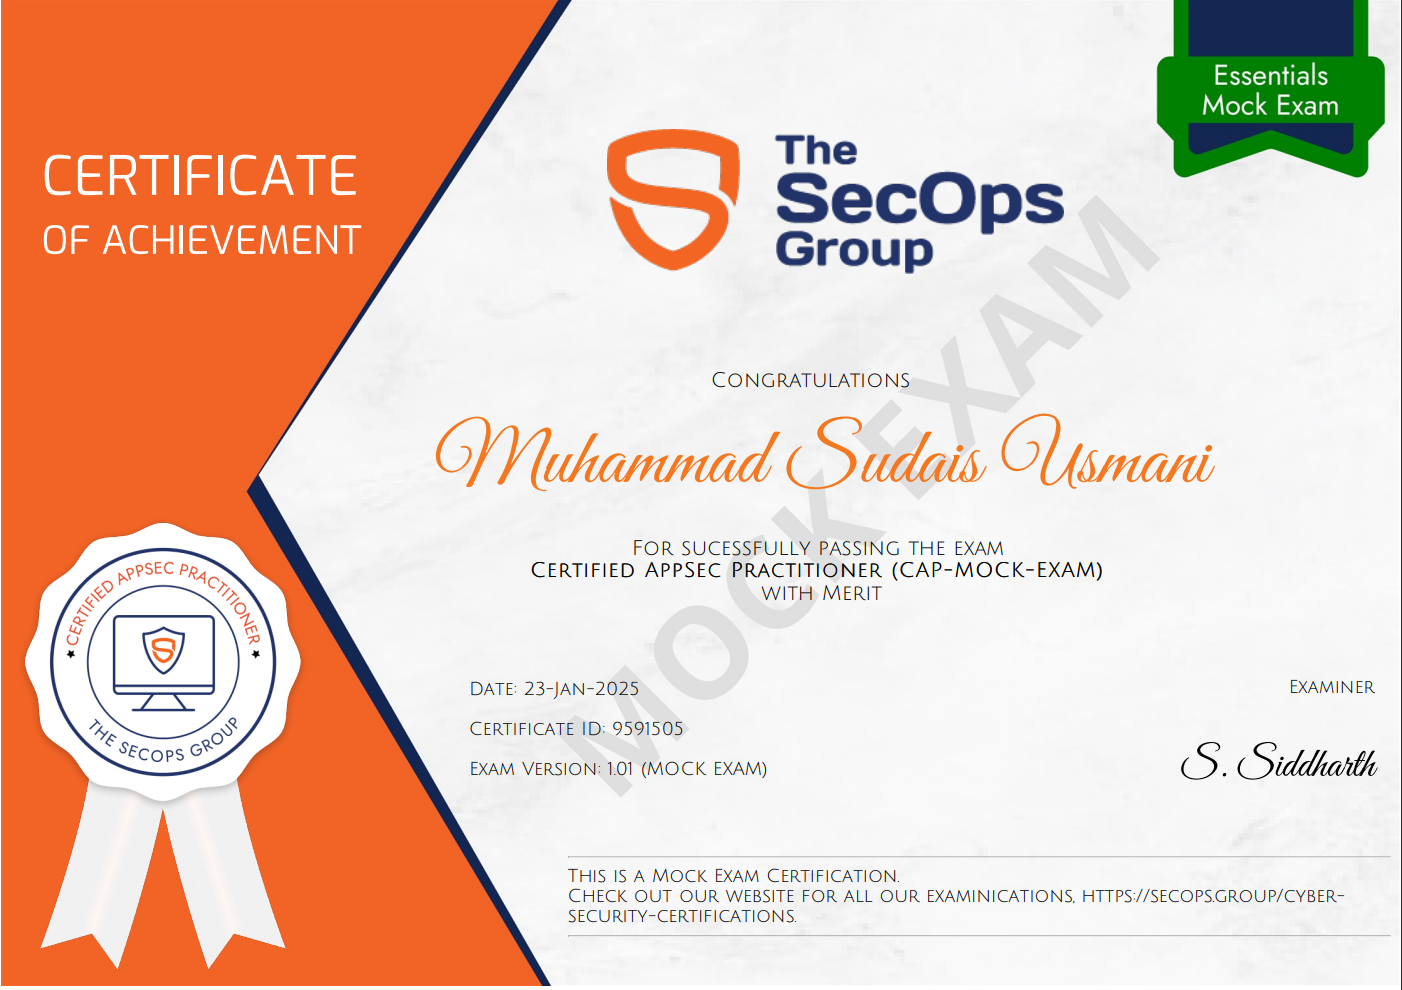 Essentials
Mock Exam
CERTIFICATE
OF ACHIEVEMENT
The
SecOps
Group
CONGRATULATIONS
Muhammad Sudais Usmani
FOR SUCESSFULLY PASSING THE EXAM
CERTIFIED APPSEC PRACTITIONER (CAP-MOCK-EXAM)
WITH MERIT
MOCK EXAM
CERTIFIED APPSEC PRACTITIONER
THE SECOPS GROUP
DATE: 23-JAN-2025
CERTIFICATE ID: 9591505
EXAM VERSION: 1.01 (MOCK EXAM)
EXAMINER
S. Siddharth
THIS IS A MOCK EXAM CERTIFICATION.
CHECK OUT OUR WEBSITE FOR ALL OUR EXAMINICATIONS, HTTPS://SECOPS.GROUP/CYBER-
SECURITY-CERTIFICATIONS.